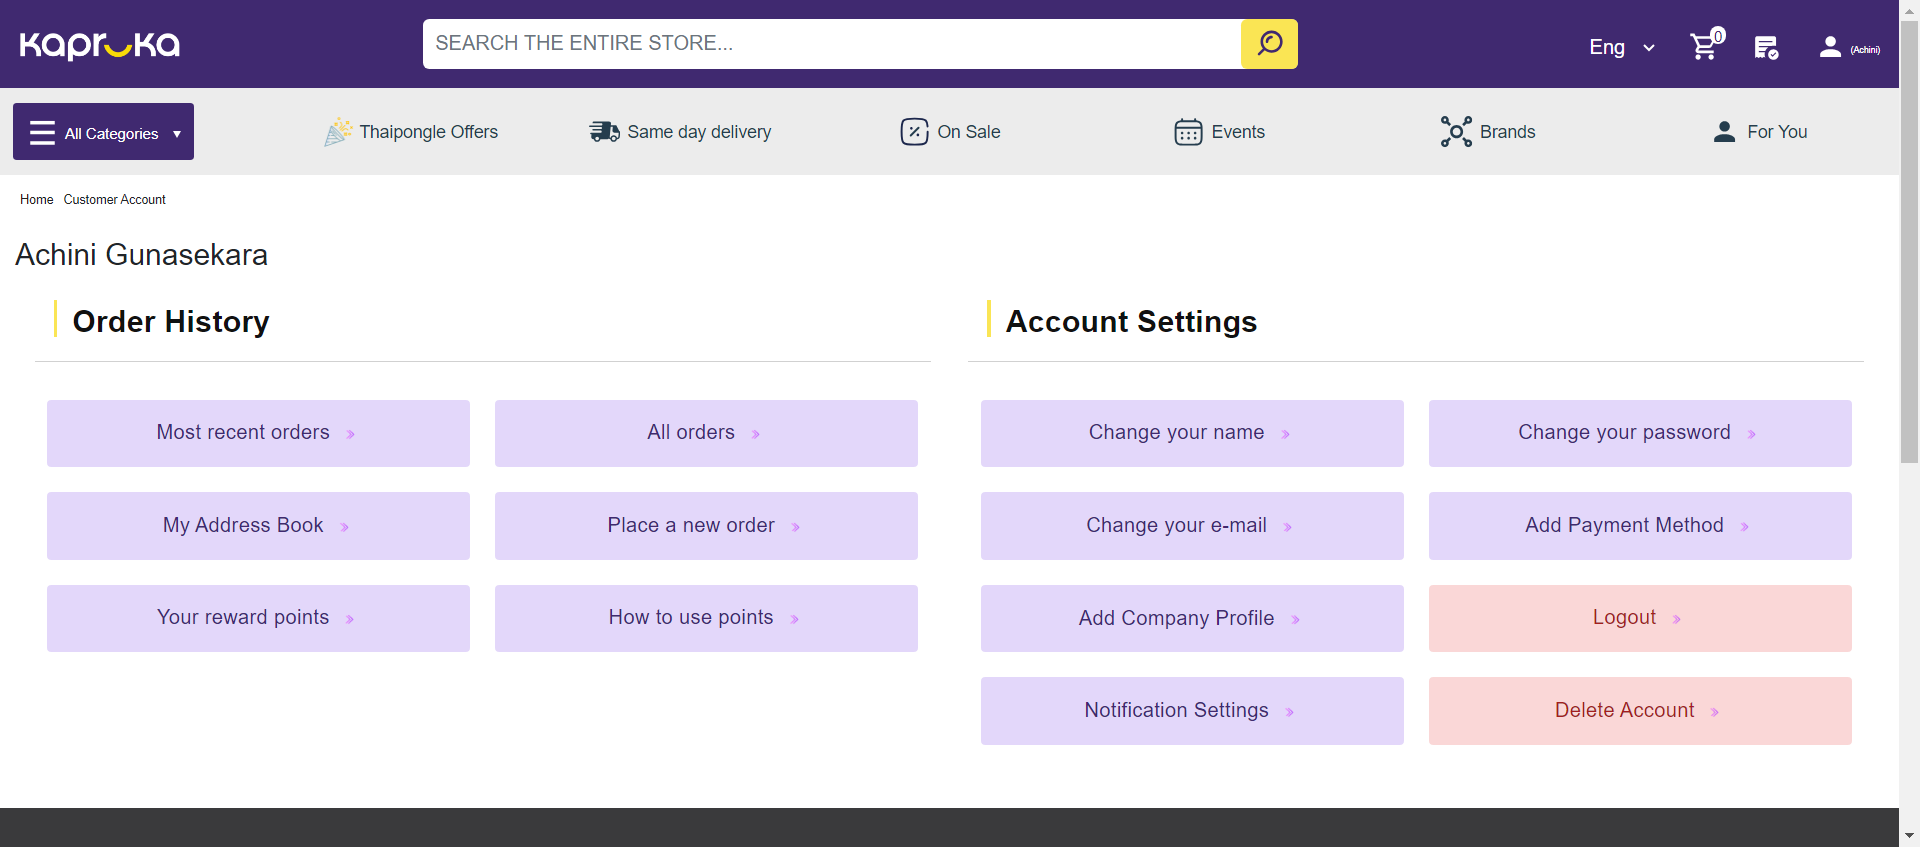 Kapruka
SEARCH THE ENTIRE STORE...
Eng
0
(Achini)
All Categories
Thaipongle Offers
Same day delivery
On Sale
Events
Brands
For You
Home Customer Account
Achini Gunasekara
Order History
Most recent orders
All orders
My Address Book
Place a new order
Your reward points
How to use points
Account Settings
Change your name
Change your password
Change your e-mail
Add Payment Method
Add Company Profile
Logout
Notification Settings
Delete Account